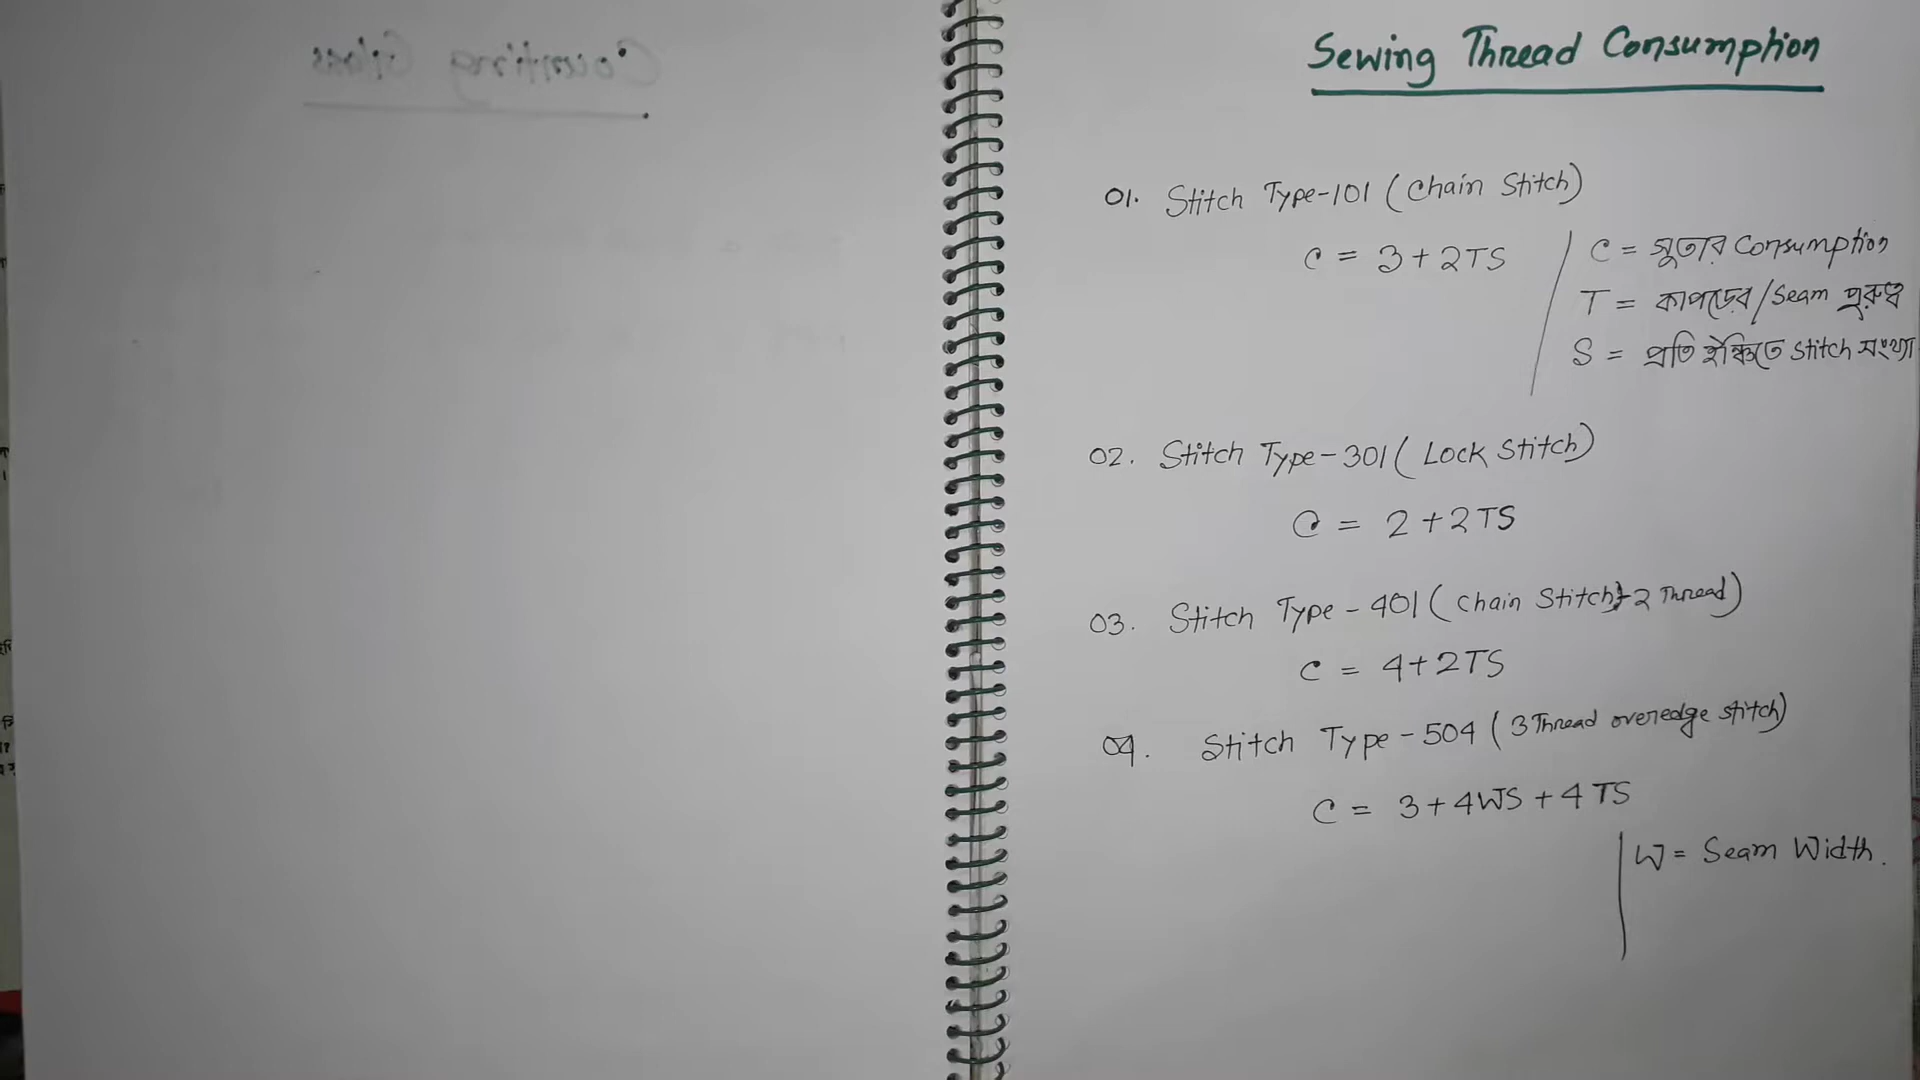 Sewing Thread Consumption
01. Stitch Type-101 (Chain Stitch)
C = 3+2TS
C = সুতার Consumption
T = কাপড়ের/Seam পুরুত্ব
S = প্রতি ইঞ্চিতে stitch সংখ্যা
02. Stitch Type-301 (Lock Stitch)
C = 2+2TS
03. Stitch Type-401 (Chain Stitch-2 Thread)
C = 4+2TS
04. Stitch Type-504 (3 Thread overedge stitch)
C = 3+4WS+4TS
W = Seam Width.